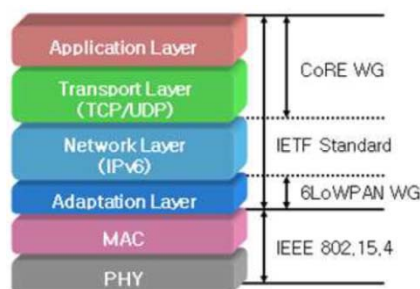 Application Layer
CoRE WG
Transport Layer
(TCP/UDP)
Network Layer
(IPv6)
IETF Standard
Adaptation Layer
6LoWPAN WG
MAC
IEEE 802.15.4
PHY